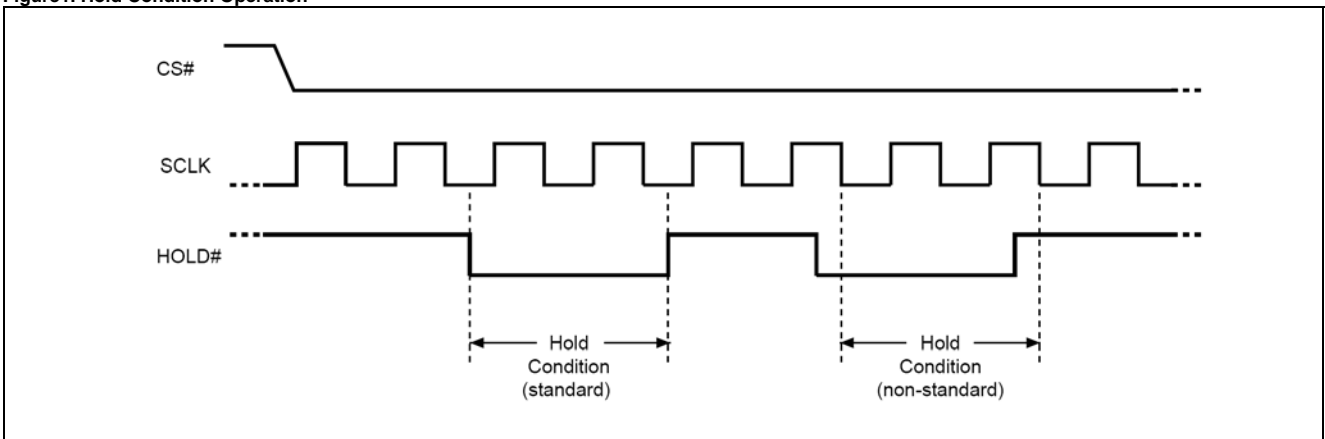 CS#
SCLK
HOLD#
Hold
Condition
(standard)
Hold
Condition
(non-standard)